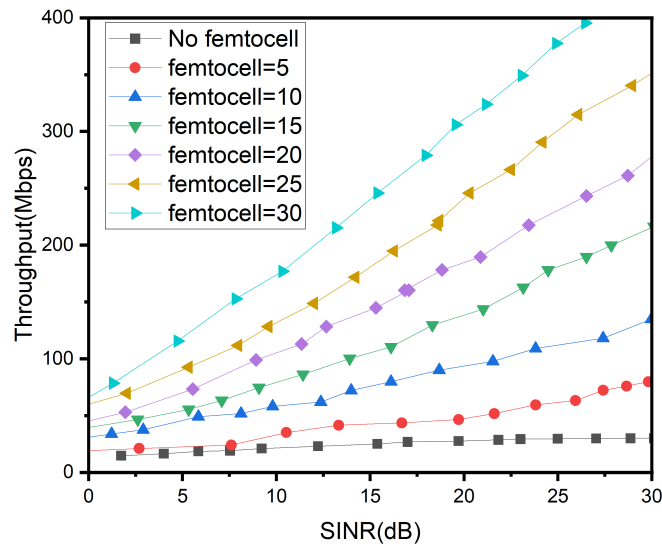 400
300
200
100
0
Throughput(Mbps)
No femtocell
femtocell=5
femtocell=10
femtocell=15
femtocell=20
femtocell=25
femtocell=30
0 5 10 15 20 25 30
SINR(dB)